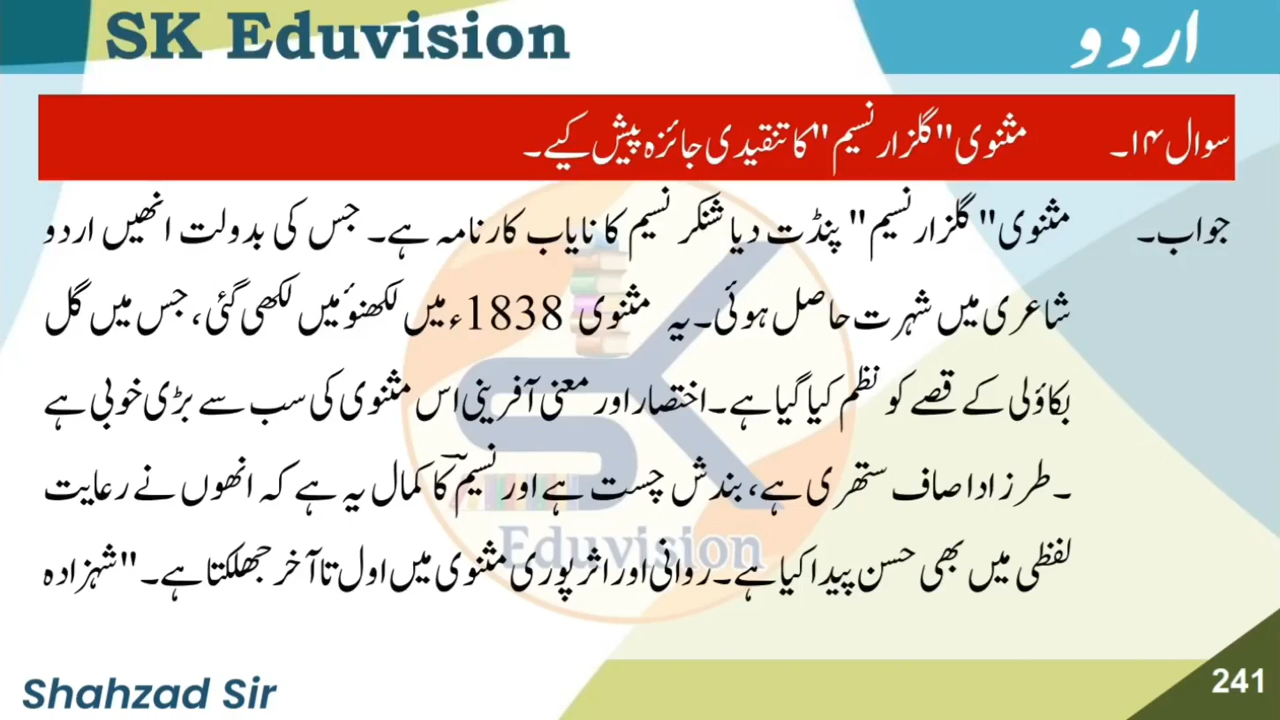 SK Eduvision
اردو
سوال ۱۴۔ مثنوی "گلزار نسیم" کا تنقیدی جائزہ پیش کیے۔
جواب۔ مثنوی "گلزار نسیم" پنڈت دیا شنکر نسیم کا نایاب کارنامہ ہے۔ جس کی بدولت انھیں اردو
شاعری میں شہرت حاصل ہوئی۔ یہ مثنوی 1838ء میں لکھنؤ میں لکھی گئی، جس میں گل
بکاؤلی کے قصے کو نظم کیا گیا ہے۔ اختصار اور معنی آفرینی اس مثنوی کی سب سے بڑی خوبی ہے
۔ طرز ادا صاف ستھری ہے، بندش چست ہے اور نسیمؔ کا کمال یہ ہے کہ انھوں نے رعایت
لفظی میں بھی حسن پیدا کیا ہے۔ روانی اور اثر پوری مثنوی میں اول تا آخر جھلکتا ہے۔ "شہزادہ
SK
Eduvision
Shahzad Sir
241